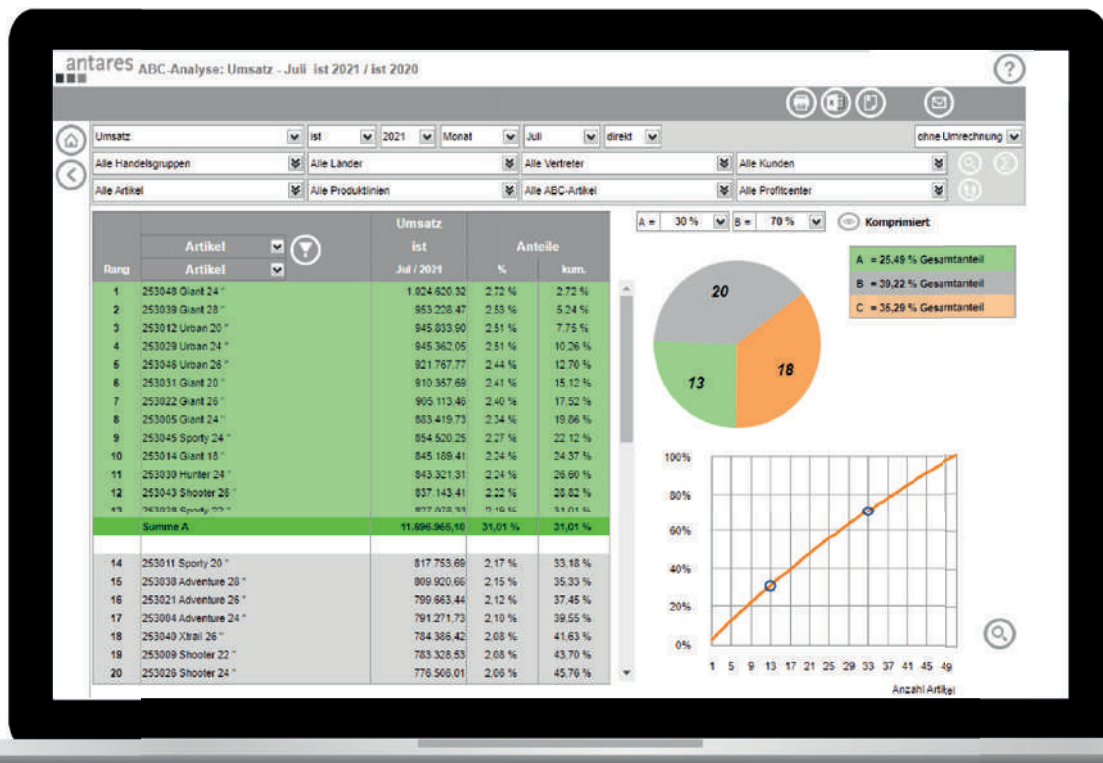 antares ABC-Analyse: Umsatz - Juli ist 2021 / ist 2020
?
Umsatz ist 2021 Monat Juli direkt ohne Umrechnung
Alle Handelsgruppen Alle Länder Alle Vertreter Alle Kunden
Alle Artikel Alle Produktlinien Alle ABC-Artikel Alle Profitcenter
A = 30 % B = 70 % Komprimiert
Umsatz
Artikel ist Anteile
Rang Artikel Jul / 2021 % kum.
1 253048 Giant 24 " 1.024.620,32 2,72 % 2,72 %
2 253039 Giant 28 " 953.228,47 2,53 % 5,24 %
3 253012 Urban 20 " 945.833,90 2,51 % 7,75 %
4 253029 Urban 24 " 945.362,05 2,51 % 10,26 %
5 253046 Urban 26 " 921.767,77 2,44 % 12,70 %
6 253031 Giant 20 " 910.357,69 2,41 % 15,12 %
7 253022 Giant 26 " 905.113,46 2,40 % 17,52 %
8 253005 Giant 24 " 883.419,73 2,34 % 19,86 %
9 253045 Sporty 24 " 854.520,25 2,27 % 22,12 %
10 253014 Giant 18 " 845.189,41 2,24 % 24,37 %
11 253030 Hunter 24 " 843.321,31 2,24 % 26,60 %
12 253043 Shooter 26 " 837.143,41 2,22 % 28,82 %
13 253028 Sporty 22 " 2,19 % 31,01 %
Summe A 11.696.966,10 31,01 % 31,01 %
14 253011 Sporty 20 " 817.753,69 2,17 % 33,18 %
15 253038 Adventure 28 " 809.920,66 2,15 % 35,33 %
16 253021 Adventure 26 " 799.663,44 2,12 % 37,45 %
17 253004 Adventure 24 " 791.271,73 2,10 % 39,55 %
18 253040 Xtrail 26 " 784.386,42 2,08 % 41,63 %
19 253009 Shooter 22 " 783.328,53 2,08 % 43,70 %
20 253026 Shooter 24 " 776.506,01 2,06 % 45,76 %
A = 25,49 % Gesamtanteil
B = 39,22 % Gesamtanteil
C = 35,29 % Gesamtanteil
20
13
18
100%
80%
60%
40%
20%
0%
1 5 9 13 17 21 25 29 33 37 41 45 49
Anzahl Artikel